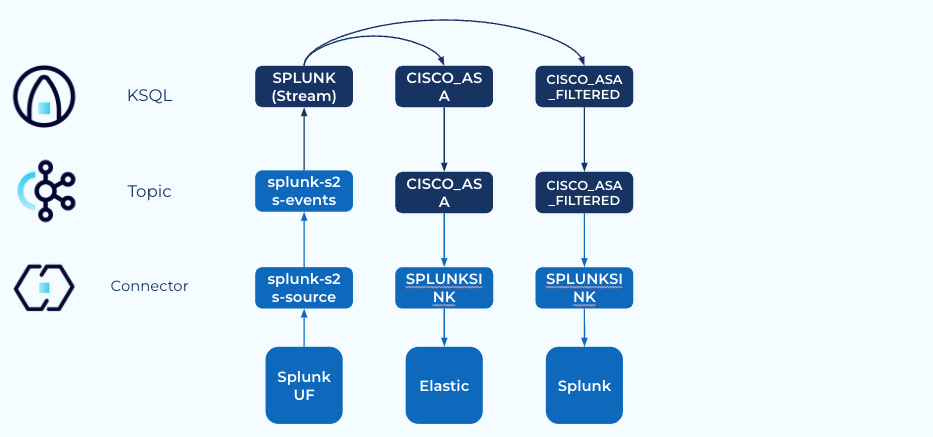 KSQL
SPLUNK
(Stream)
CISCO_AS
A
CISCO_ASA
_FILTERED
Topic
splunk-s2
s-events
CISCO_AS
A
CISCO_ASA
_FILTERED
Connector
splunk-s2
s-source
SPLUNKSI
NK
SPLUNKSI
NK
Splunk
UF
Elastic
Splunk